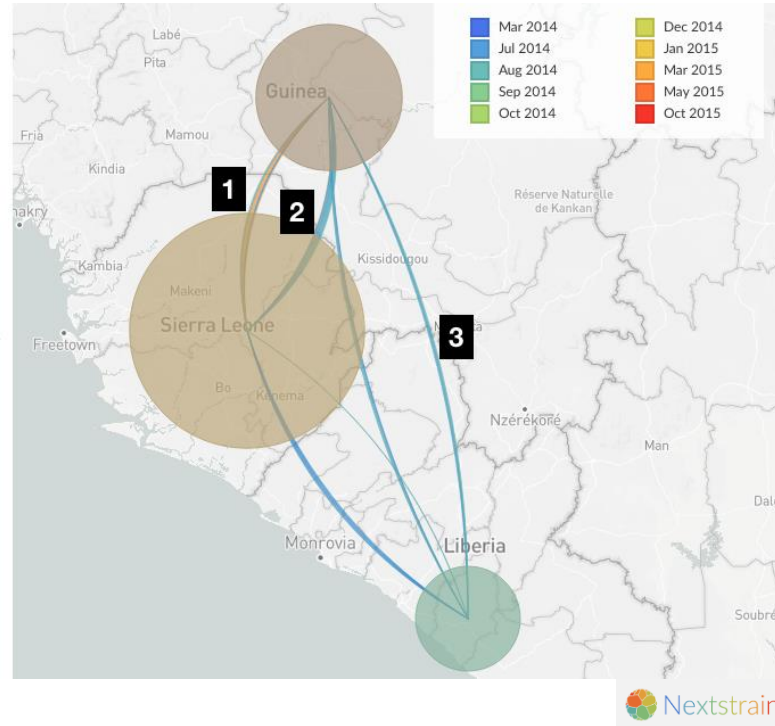 Mar 2014
Jul 2014
Aug 2014
Sep 2014
Oct 2014
Dec 2014
Jan 2015
Mar 2015
May 2015
Oct 2015
Labé
Pita
Guinea
Fria
Mamou
Kindia
1
2
Réserve Naturelle
de Kankan
nakry
Kissidougou
Kambia
Makeni
Sierra Leone
3
Freetown
Bo
Kenema
Nzérékoré
Man
Dal
Monrovia
Liberia
Soubré
Nextstrain